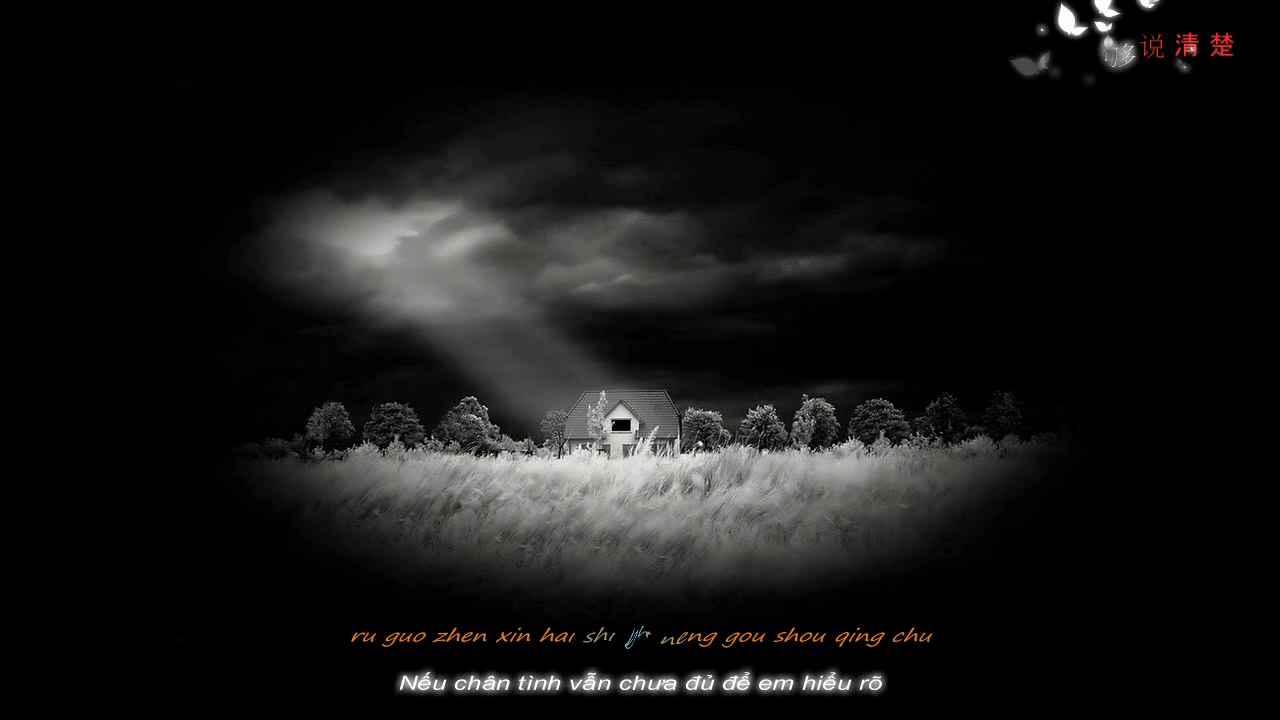 够说清楚
ru guo zhen xin hai shi neng gou shou qing chu
Nếu chân tình vẫn chưa đủ để em hiểu rõ